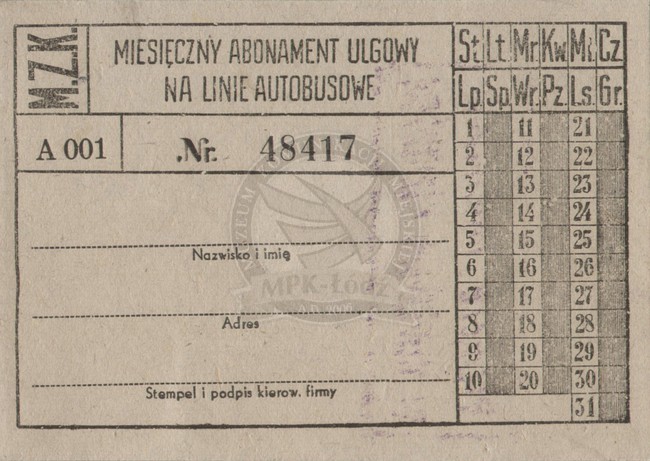 M.Z.K.
MIESIĘCZNY ABONAMENT ULGOWY
NA LINIE AUTOBUSOWE
A 001
Nr. 48417
Nazwisko i imię
Adres
Stempel i podpis kierow. firmy
St. Lt. Mr. Kw. M. Cz
Lp. Sp. Wr. Pz. Ls. Gr.
1 11 21
2 12 22
3 13 23
4 14 24
5 15 25
6 16 26
7 17 27
8 18 28
9 19 29
10 20 30
31
MPK-Łódź